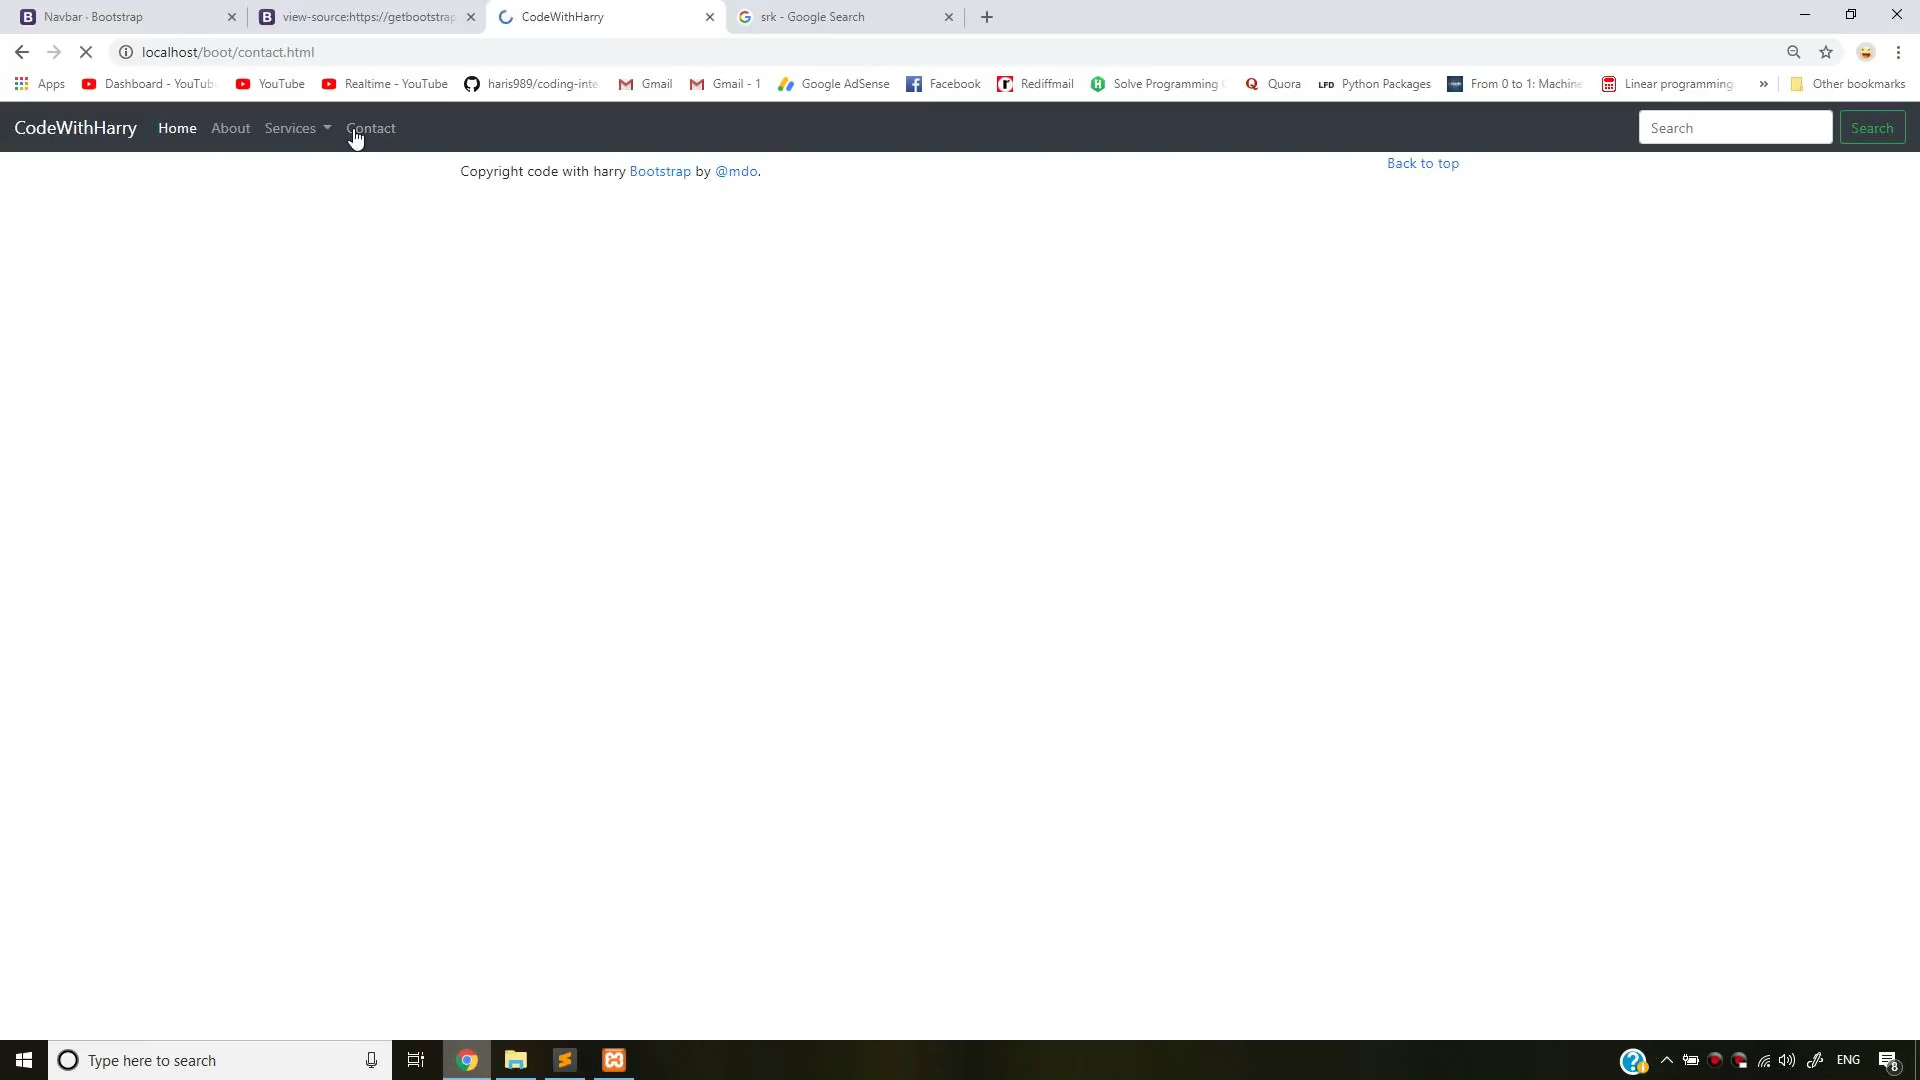 Navbar · Bootstrap
view-source:https://getbootstrap
CodeWithHarry
srk - Google Search
localhost/boot/contact.html
Apps
Dashboard - YouTub
YouTube
Realtime - YouTube
haris989/coding-inte
Gmail
Gmail - 1
Google AdSense
Facebook
Rediffmail
Solve Programming
Quora
LFD Python Packages
From 0 to 1: Machine
Linear programming
»
Other bookmarks
CodeWithHarry
Home
About
Services
Contact
Search
Search
Copyright code with harry Bootstrap by @mdo.
Back to top
Type here to search
ENG
8